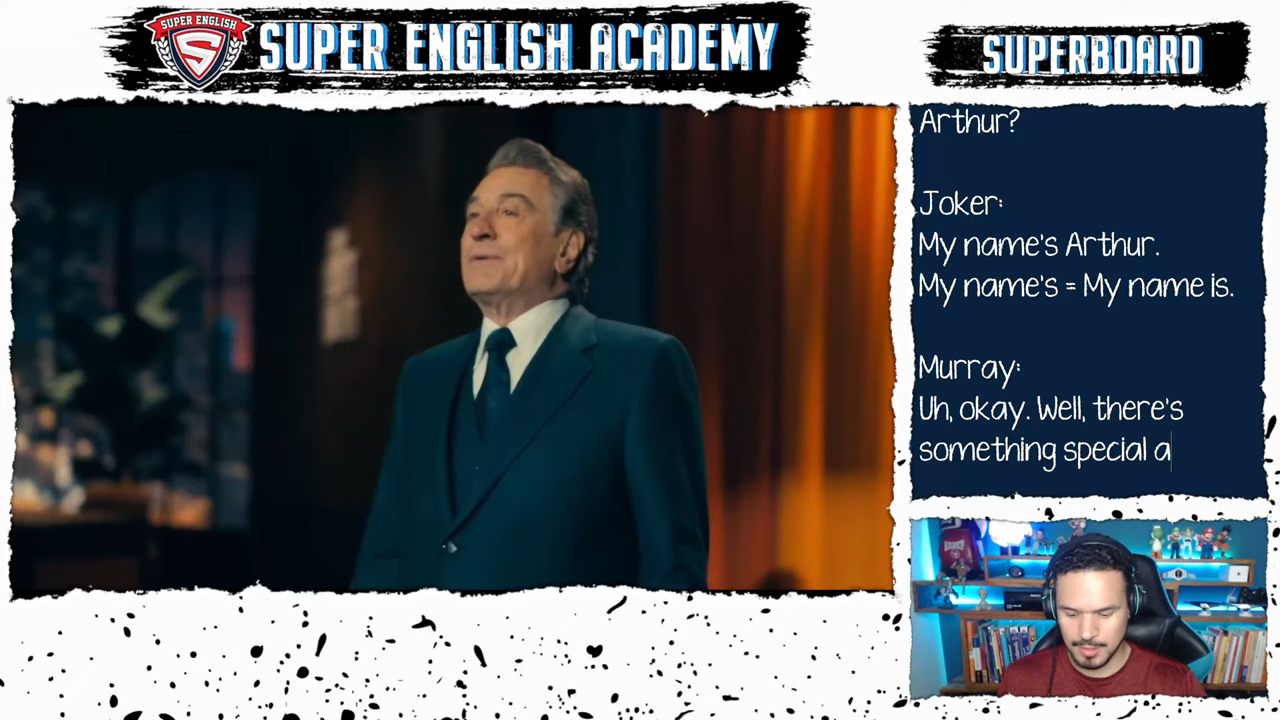 SUPER ENGLISH
SUPER ENGLISH ACADEMY
SUPERBOARD
Arthur?
Joker:
My name's Arthur.
My name's = My name is.
Murray:
Uh, okay. Well, there's
something special a